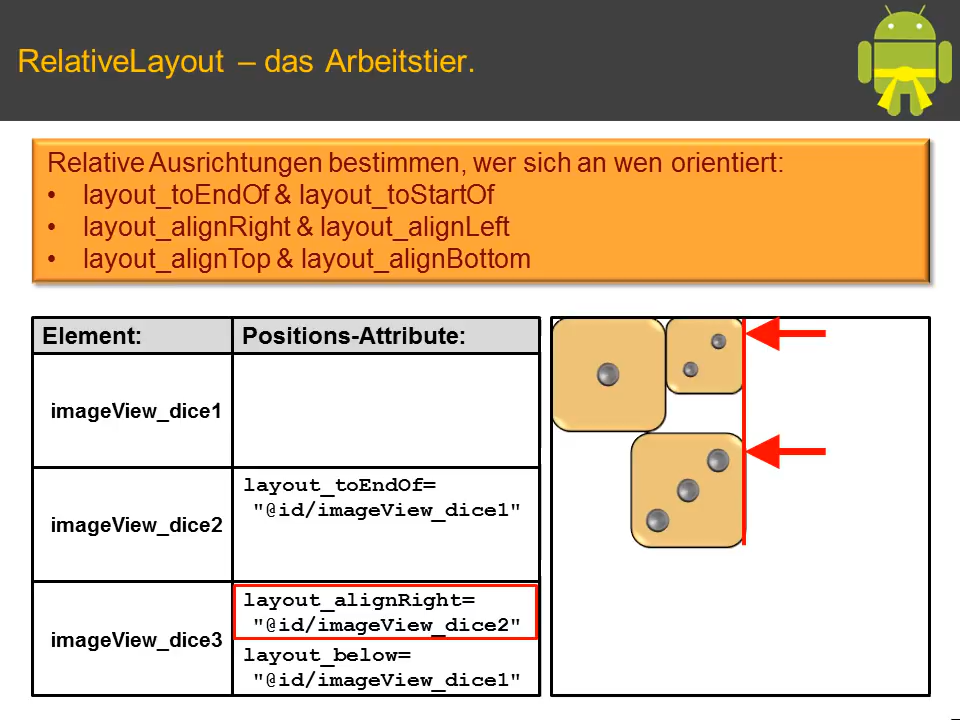 RelativeLayout – das Arbeitstier.
Relative Ausrichtungen bestimmen, wer sich an wen orientiert:
• layout_toEndOf & layout_toStartOf
• layout_alignRight & layout_alignLeft
• layout_alignTop & layout_alignBottom
Element: Positions-Attribute:
imageView_dice1
imageView_dice2
layout_toEndOf=
"@id/imageView_dice1"
imageView_dice3
layout_alignRight=
"@id/imageView_dice2"
layout_below=
"@id/imageView_dice1"